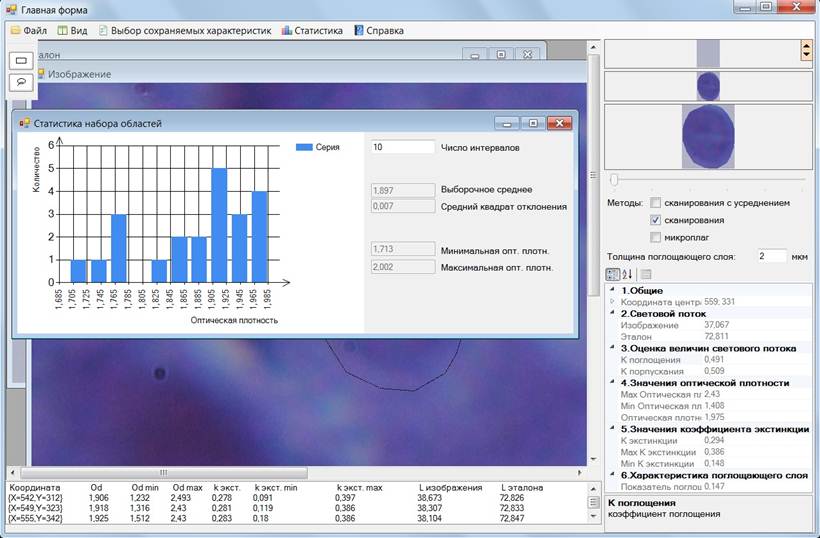 Главная форма
Файл Вид Выбор сохраняемых характеристик Статистика Справка
алон
Изображение
Статистика набора областей
Количество
6
5
4
3
2
1
0
1,685 1,705 1,725 1,745 1,765 1,785 1,805 1,825 1,845 1,865 1,885 1,905 1,925 1,945 1,965 1,985
Оптическая плотность
Серия
10 Число интервалов
1,897 Выборочное среднее
0,007 Средний квадрат отклонения
1,713 Минимальная опт. плотн.
2,002 Максимальная опт. плотн.
Методы: сканирования с усреднением
сканирования
микроплаг
Толщина поглощающего слоя: 2 мкм
1.Общие
Координата центр 559; 331
2.Световой поток
Изображение 37,067
Эталон 72,811
3.Оценка величин светового потока
К поглощения 0,491
К порпускания 0,509
4.Значения оптической плотности
Max Оптическая пл 2,43
Min Оптическая пл 1,408
Оптическая плотн 1,975
5.Значения коэффициента экстинкции
К экстинкции 0,294
Max К экстинкции 0,386
Min К экстинкции 0,148
6.Характеристика поглощающего слоя
Показатель поглощ 0,147
К поглощения
коэффициент поглощения
Координата Od Od min Od max k экст. k экст. min k экст. max L изображения L эталона
{X=542,Y=312} 1,906 1,232 2,493 0,278 0,091 0,397 38,673 72,826
{X=549,Y=323} 1,918 1,316 2,43 0,281 0,119 0,386 38,307 72,833
{X=555,Y=342} 1,925 1,512 2,43 0,283 0,18 0,386 38,104 72,847